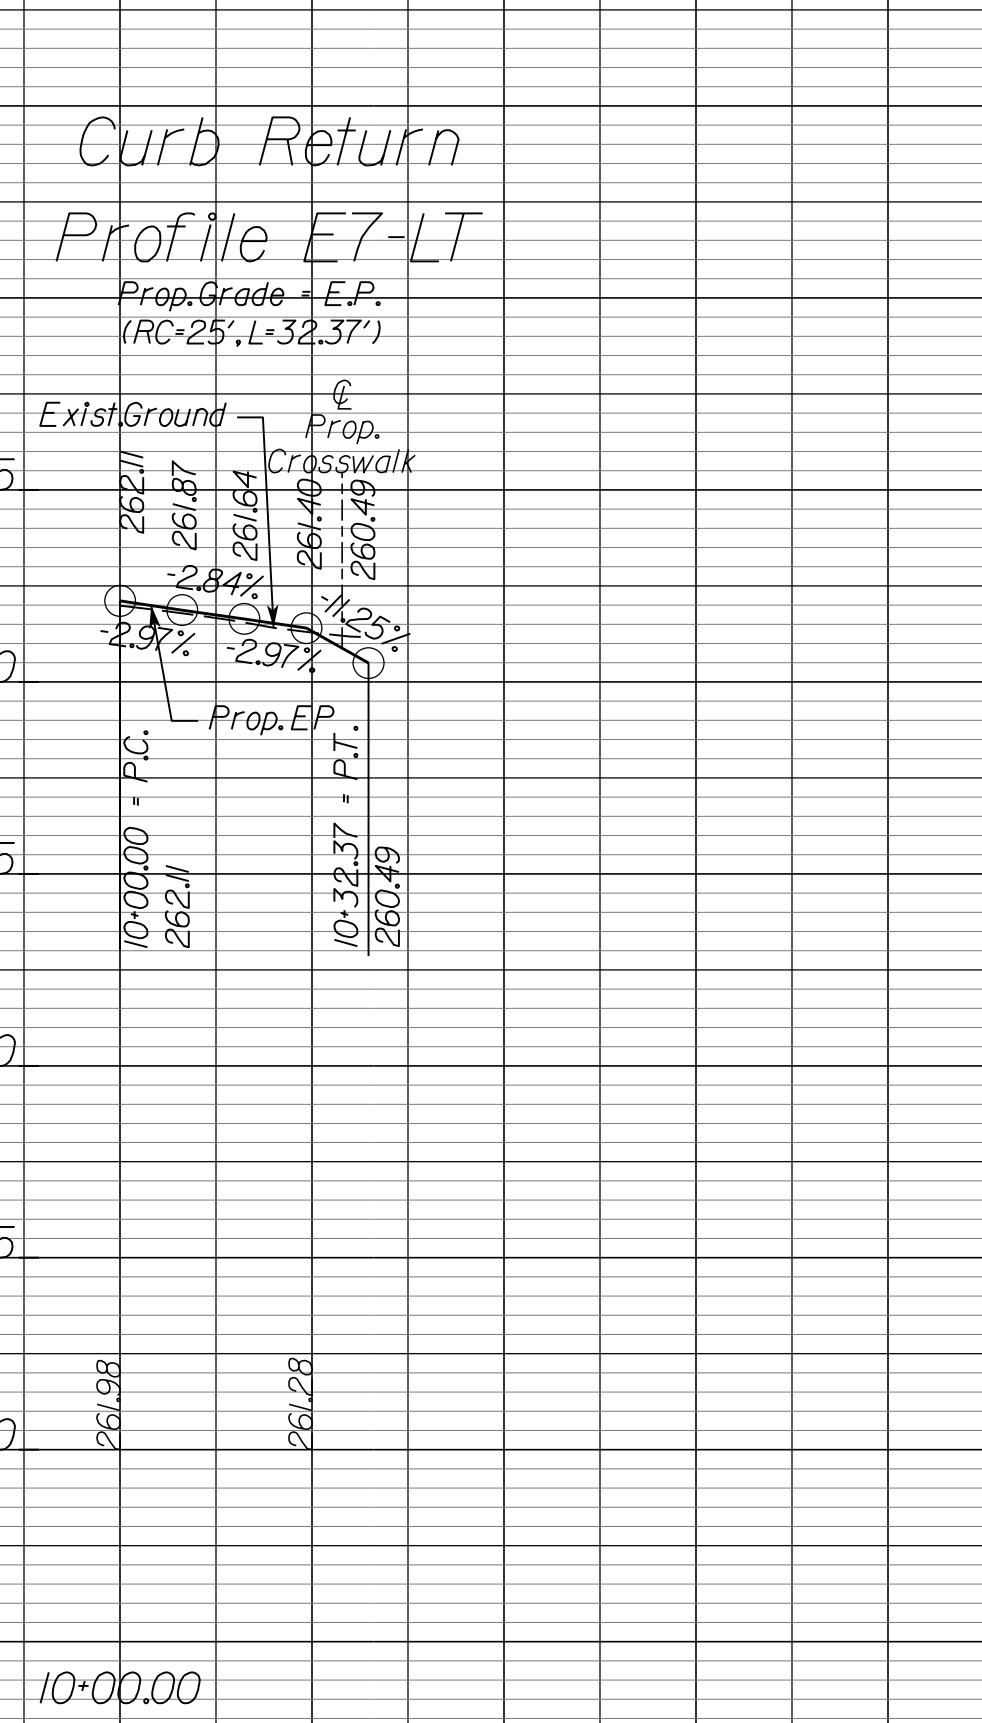 Curb Return
Profile E7-LT
Prop. Grade = E.P.
(RC=25', L=32.37')
℄
Prop.
Crosswalk
Exist. Ground
262.11
261.87
261.64
261.40
260.49
-2.84%
-11.25%
-2.97%
-2.97%
Prop. EP
10+00.00 = P.C.
262.11
10+32.37 = P.T.
260.49
261.98
261.28
10+00.00